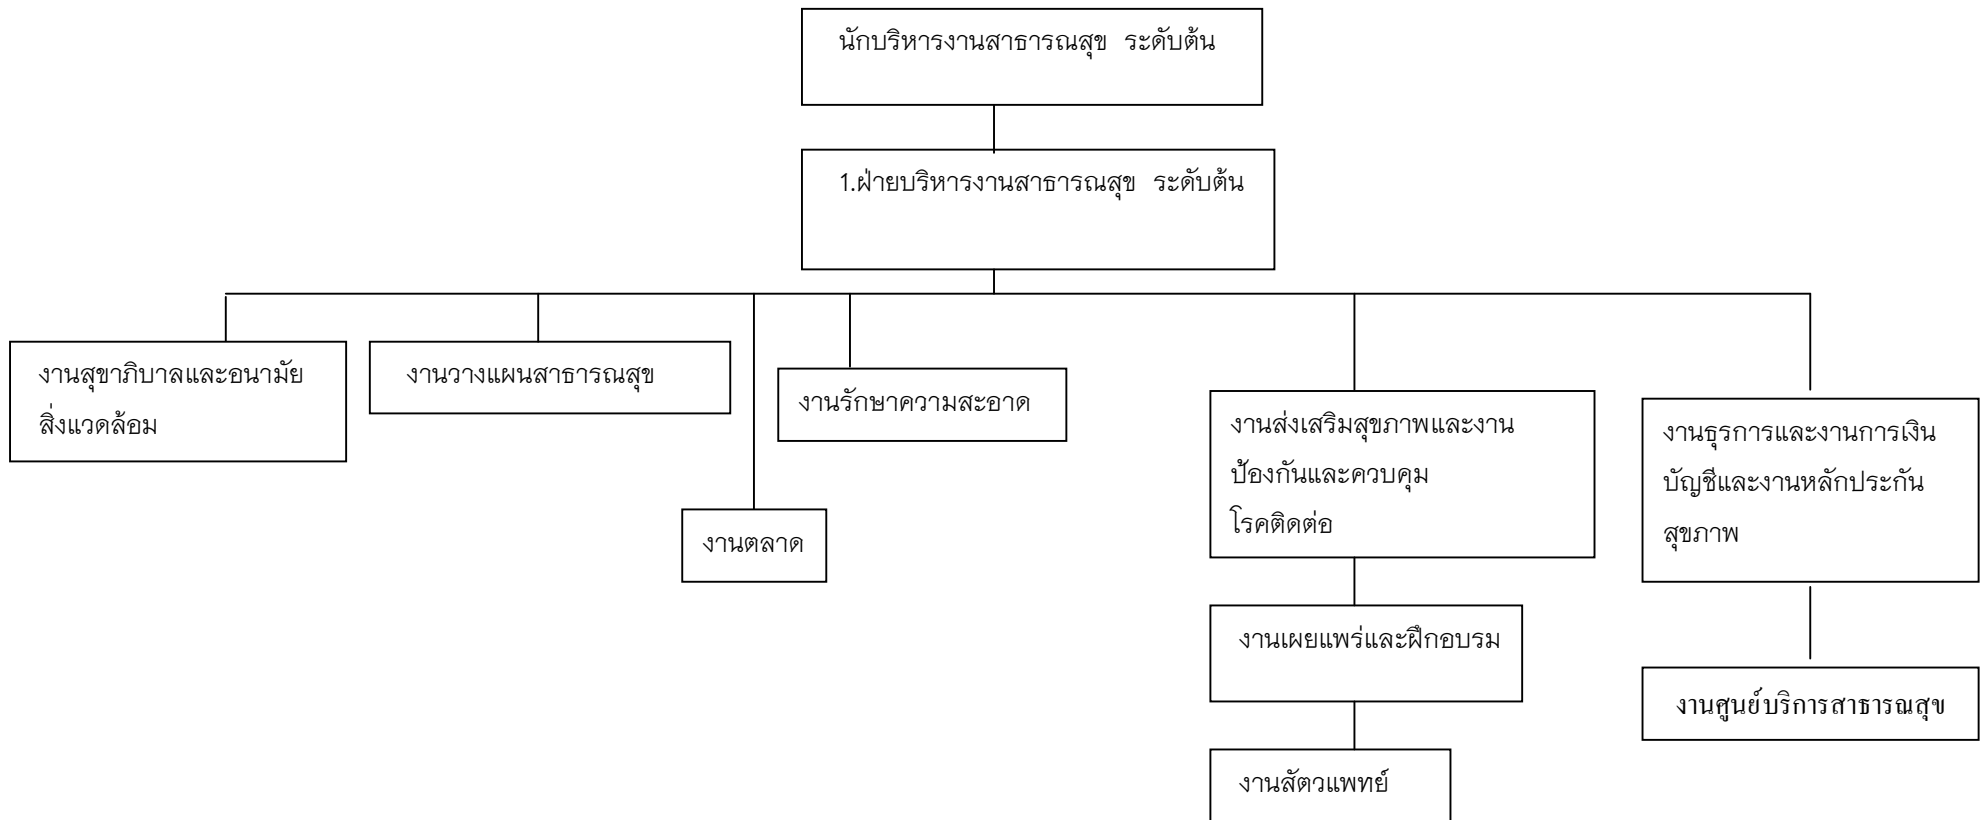 นักบริหารงานสาธารณสุข ระดับต้น
1.ฝ่ายบริหารงานสาธารณสุข ระดับต้น
งานสุขาภิบาลและอนามัย
สิ่งแวดล้อม
งานวางแผนสาธารณสุข
งานรักษาความสะอาด
งานตลาด
งานส่งเสริมสุขภาพและงาน
ป้องกันและควบคุม
โรคติดต่อ
งานธุรการและงานการเงิน
บัญชีและงานหลักประกัน
สุขภาพ
งานเผยแพร่และฝึกอบรม
งานศูนย์บริการสาธารณสุข
งานสัตวแพทย์